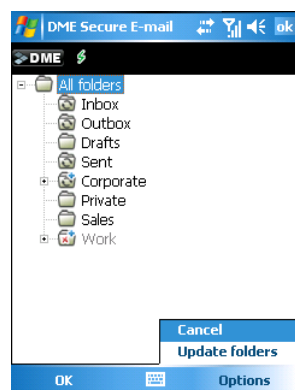 DME Secure E-mail ok
DME
All folders
Inbox
Outbox
Drafts
Sent
Corporate
Private
Sales
Work
Cancel
Update folders
OK Options